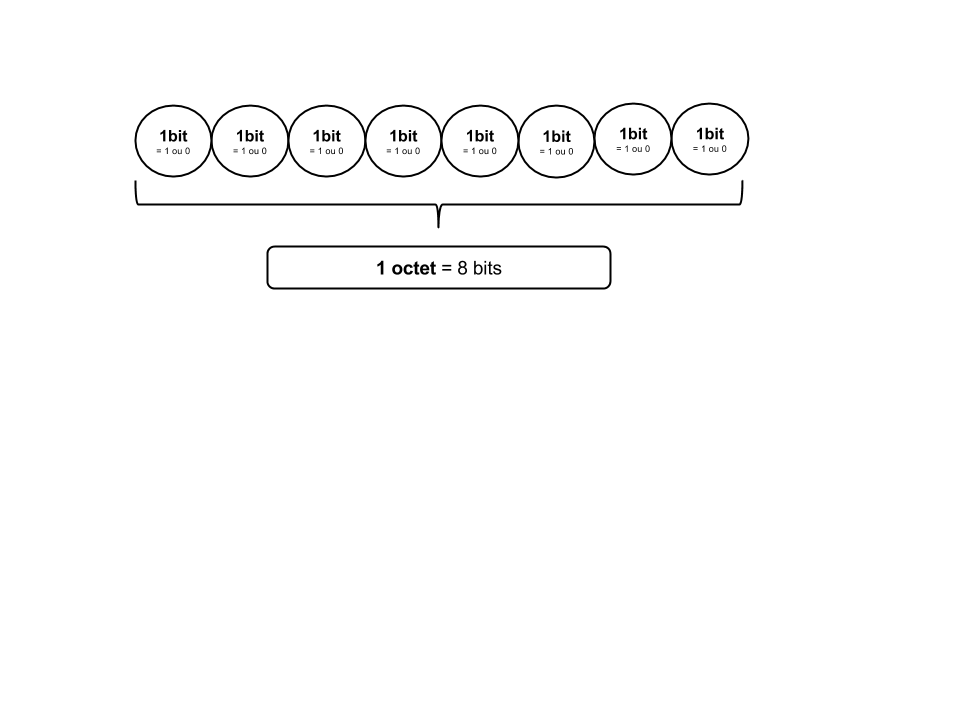 1bit
= 1 ou 0
1bit
= 1 ou 0
1bit
= 1 ou 0
1bit
= 1 ou 0
1bit
= 1 ou 0
1bit
= 1 ou 0
1bit
= 1 ou 0
1bit
= 1 ou 0
1 octet = 8 bits